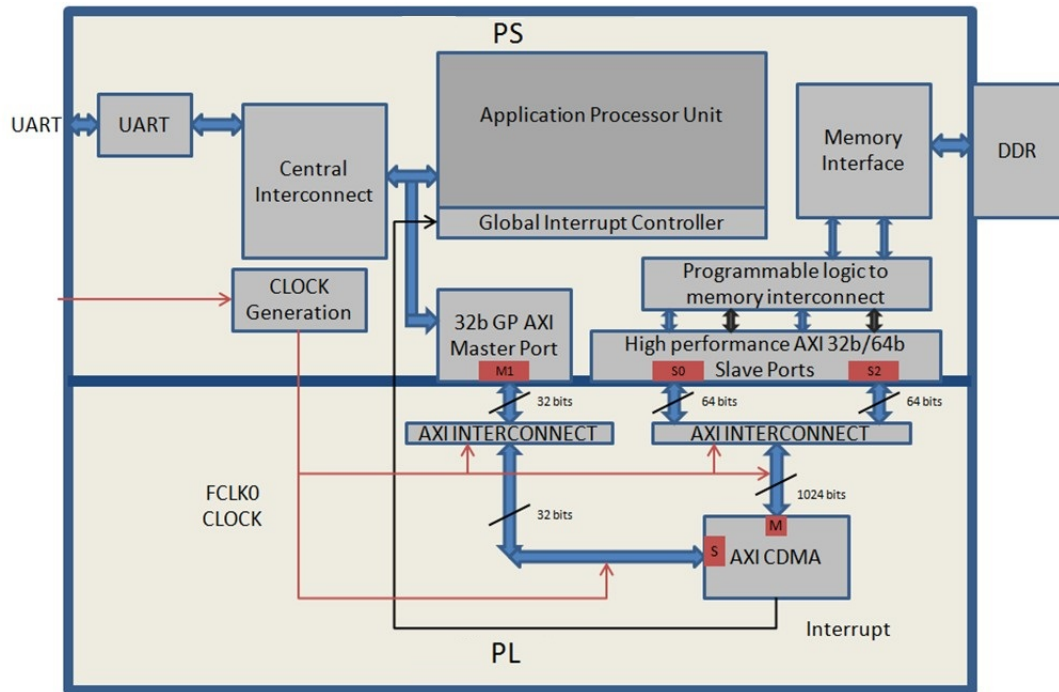 PS
UART
UART
Central
Interconnect
Application Processor Unit
Global Interrupt Controller
Memory
Interface
DDR
CLOCK
Generation
Programmable logic to
memory interconnect
32b GP AXI
Master Port
M1
High performance AXI 32b/64b
Slave Ports
S0
S2
32 bits
64 bits
64 bits
AXI INTERCONNECT
AXI INTERCONNECT
FCLK0
CLOCK
32 bits
1024 bits
M
S
AXI CDMA
Interrupt
PL